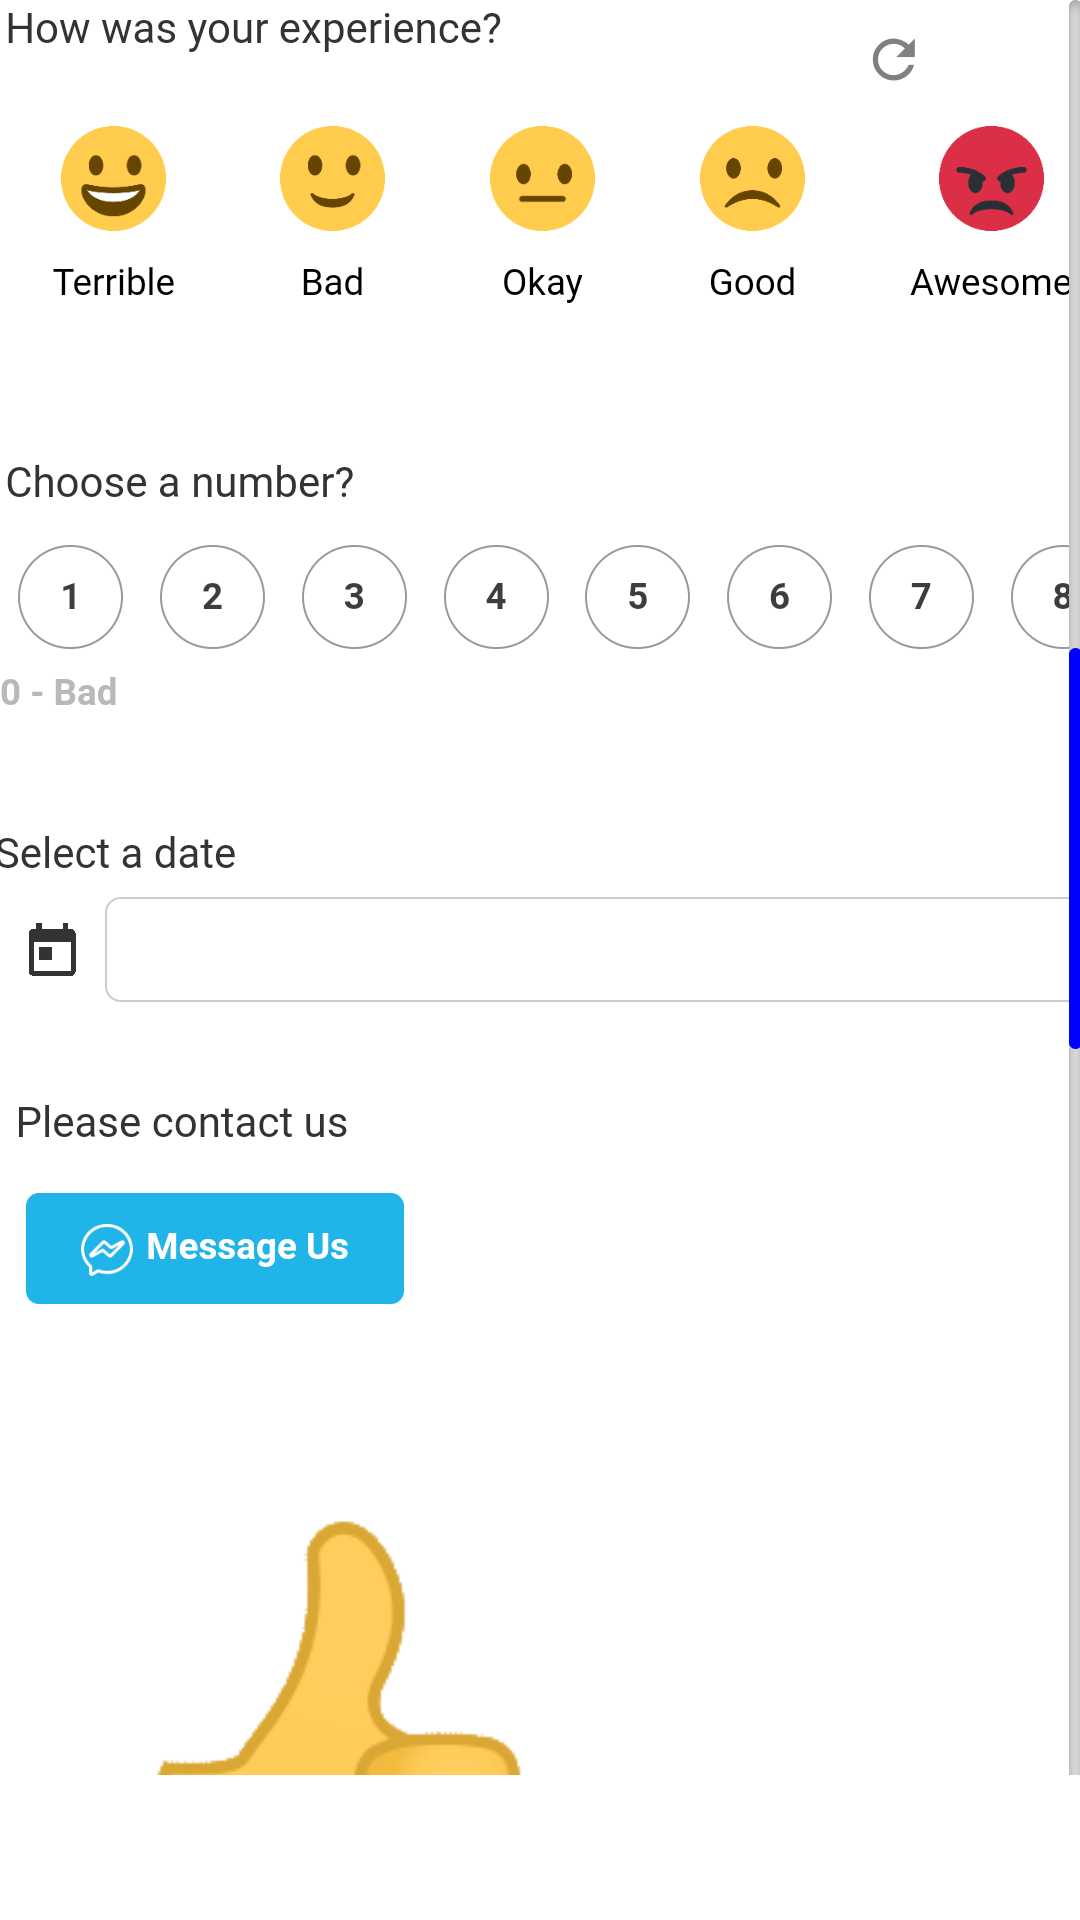 How was your experience?
Terrible Bad Okay Good Awesome
Choose a number?
1 2 3 4 5 6 7 8
0 - Bad
Select a date
Please contact us
Message Us